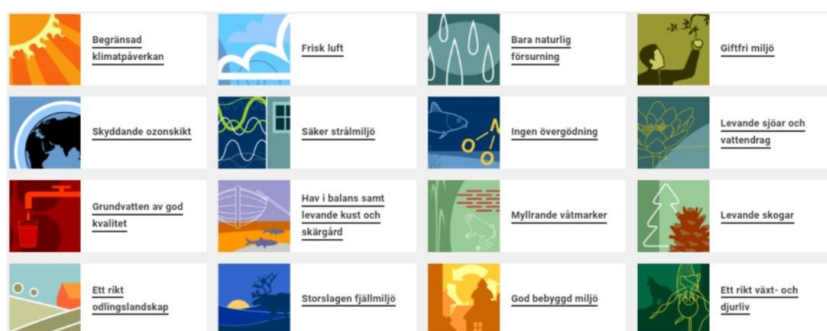 Begränsad
klimatpåverkan
Frisk luft
Bara naturlig
försurning
Giftfri miljö
Skyddande ozonskikt
Säker strålmiljö
N
O
O
Ingen övergödning
Levande sjöar och
vattendrag
Grundvatten av god
kvalitet
Hav i balans samt
levande kust och
skärgård
Myllrande våtmarker
Levande skogar
Ett rikt
odlingslandskap
Storslagen fjällmiljö
God bebyggd miljö
Ett rikt växt- och
djurliv